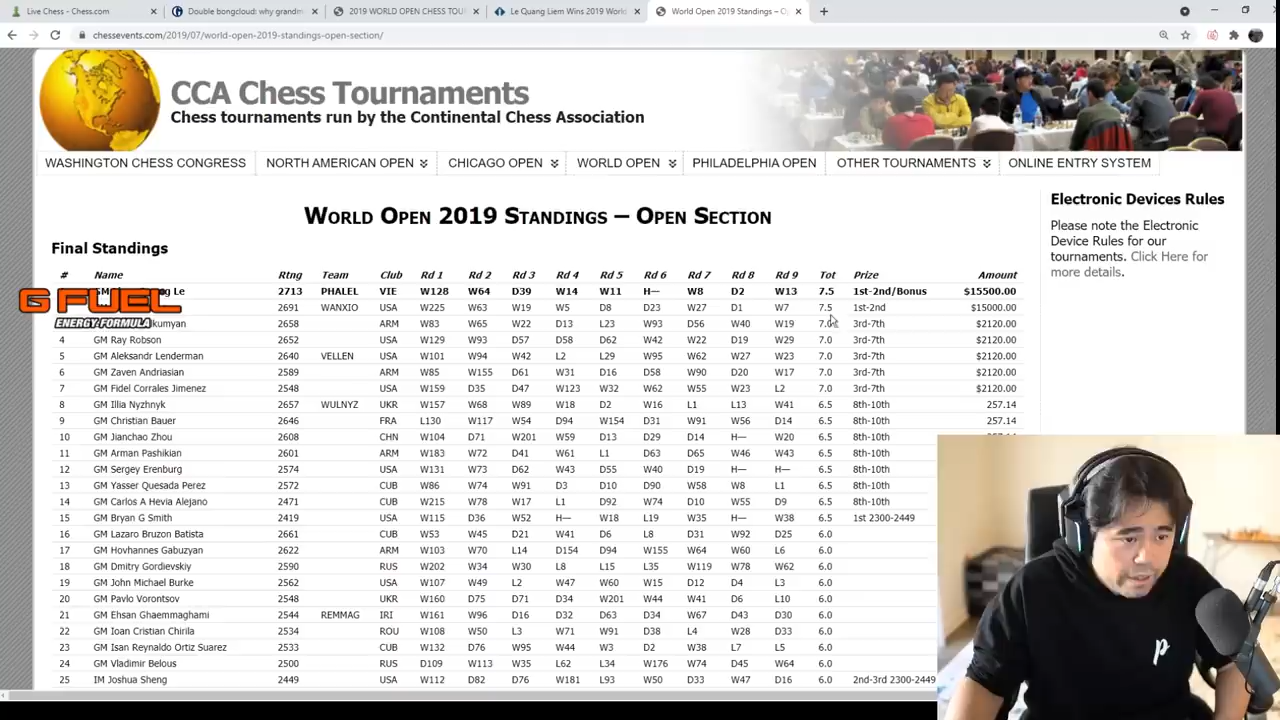 Live Chess - Chess.com
Double bongcloud: why grandm
2019 WORLD OPEN CHESS TOU
Le Quang Liem Wins 2019 World
World Open 2019 Standings – O
chessevents.com/2019/07/world-open-2019-standings-open-section/
CCA Chess Tournaments
Chess tournaments run by the Continental Chess Association
WASHINGTON CHESS CONGRESS NORTH AMERICAN OPEN CHICAGO OPEN WORLD OPEN PHILADELPHIA OPEN OTHER TOURNAMENTS ONLINE ENTRY SYSTEM
WORLD OPEN 2019 STANDINGS – OPEN SECTION
Final Standings
# Name Rtng Team Club Rd 1 Rd 2 Rd 3 Rd 4 Rd 5 Rd 6 Rd 7 Rd 8 Rd 9 Tot Prize Amount
Le 2713 PHALEL VIE W128 W64 D39 W14 W11 H— W8 D2 W13 7.5 1st-2nd/Bonus $15500.00
2691 WANXIO USA W225 W63 W19 W5 D8 D23 W27 D1 W7 7.5 1st-2nd $15000.00
kumyan 2658 ARM W83 W65 W22 D13 L23 W93 D56 W40 W19 7.0 3rd-7th $2120.00
4 GM Ray Robson 2652 USA W129 W93 D57 D58 D62 W42 W22 D19 W29 7.0 3rd-7th $2120.00
5 GM Aleksandr Lenderman 2640 VELLEN USA W101 W94 W42 L2 L29 W95 W62 W27 W23 7.0 3rd-7th $2120.00
6 GM Zaven Andriasian 2589 ARM W85 W155 D61 W31 D16 D58 W90 D20 W17 7.0 3rd-7th $2120.00
7 GM Fidel Corrales Jimenez 2548 USA W159 D35 D47 W123 W32 W62 W55 W23 L2 7.0 3rd-7th $2120.00
8 GM Illia Nyzhnyk 2657 WULNYZ UKR W157 W68 W89 W18 D2 W16 L1 L13 W41 6.5 8th-10th 257.14
9 GM Christian Bauer 2646 FRA L130 W117 W54 D94 W154 D31 W91 W56 D14 6.5 8th-10th 257.14
10 GM Jianchao Zhou 2608 CHN W104 D71 W201 W59 D13 D29 D14 H— W20 6.5 8th-10th
11 GM Arman Pashikian 2601 ARM W183 W72 D41 W61 L1 D63 D65 W46 W43 6.5 8th-10th
12 GM Sergey Erenburg 2574 USA W131 W73 D62 W43 D55 W40 D19 H— H— 6.5 8th-10th
13 GM Yasser Quesada Perez 2572 CUB W86 W74 W91 D3 D10 D90 W58 W8 L1 6.5 8th-10th
14 GM Carlos A Hevia Alejano 2471 CUB W215 W78 W17 L1 D92 W74 D10 W55 D9 6.5 8th-10th
15 GM Bryan G Smith 2419 USA W115 D36 W52 H— W18 L19 W35 H— W38 6.5 1st 2300-2449
16 GM Lazaro Bruzon Batista 2661 CUB W53 W45 D21 W41 D6 L8 D31 W92 D25 6.0
17 GM Hovhannes Gabuzyan 2622 ARM W103 W70 L14 D154 D94 W155 W64 W60 L6 6.0
18 GM Dmitry Gordievskiy 2590 RUS W202 W34 W30 L8 L15 L35 W119 W78 W62 6.0
19 GM John Michael Burke 2562 USA W107 W49 L2 W47 W60 W15 D12 D4 L3 6.0
20 GM Pavlo Vorontsov 2548 UKR W160 D75 D71 D34 W201 W44 W41 D6 L10 6.0
21 GM Ehsan Ghaemmaghami 2544 REMMAG IRI W161 W96 D16 D32 D63 D34 W67 D43 D30 6.0
22 GM Ioan Cristian Chirila 2534 ROU W108 W50 L3 W71 W91 D38 L4 W28 D33 6.0
23 GM Isan Reynaldo Ortiz Suarez 2533 CUB W132 D76 W95 W44 W3 D2 W38 L7 L5 6.0
24 GM Vladimir Belous 2500 RUS D109 W113 W35 L62 L34 W176 W74 D45 W64 6.0
25 IM Joshua Sheng 2449 USA W112 D82 D76 W181 L93 W50 D33 W47 D16 6.0 2nd-3rd 2300-2449
Electronic Devices Rules
Please note the Electronic
Device Rules for our
tournaments. Click Here for
more details.
G FUEL
ENERGY FORMULA